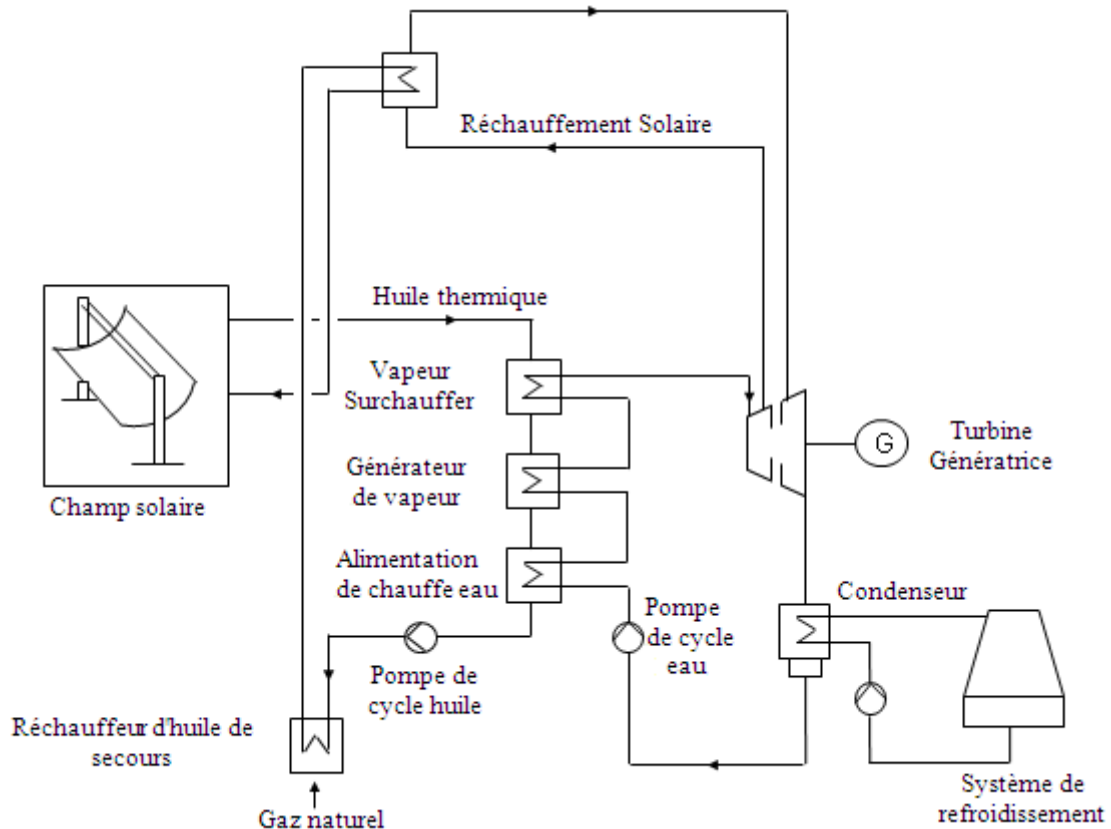 Réchauffement Solaire
Huile thermique
Vapeur
Surchauffer
Générateur
de vapeur
Champ solaire
G
Turbine
Génératrice
Alimentation
de chauffe eau
Condenseur
Pompe
de cycle
eau
Pompe de
cycle huile
Réchauffeur d'huile de
secours
Gaz naturel
Système de
refroidissement